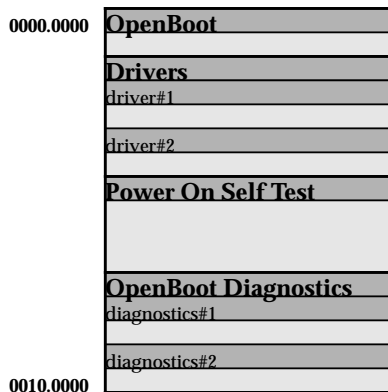 0000.0000 OpenBoot
Drivers
driver#1
driver#2
Power On Self Test
OpenBoot Diagnostics
diagnostics#1
diagnostics#2
0010.0000